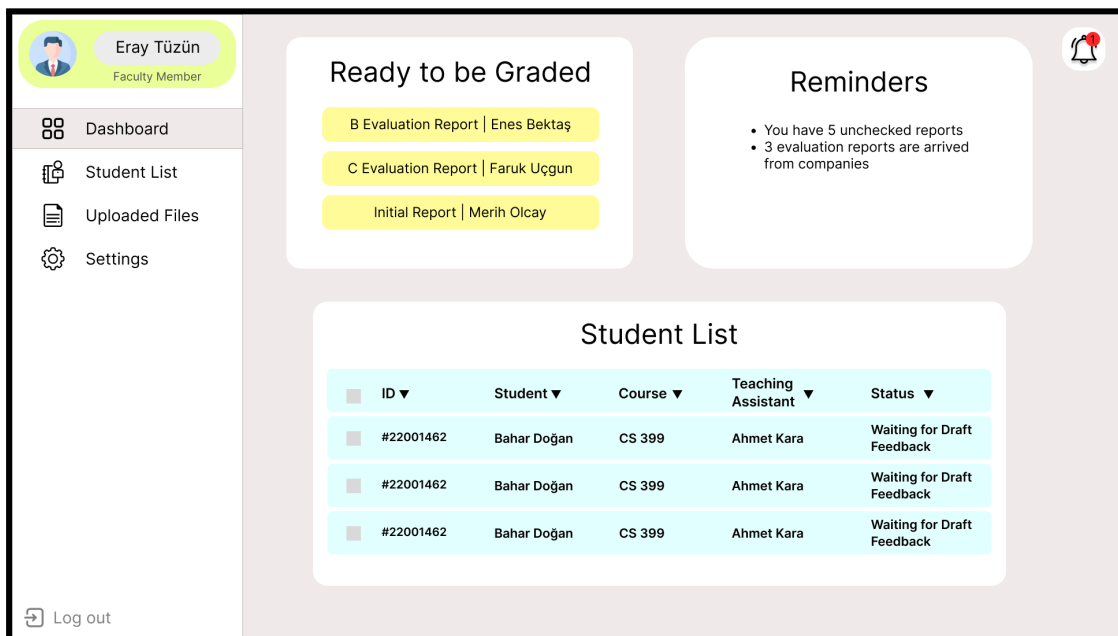 Eray Tüzün
Faculty Member
Dashboard
Student List
Uploaded Files
Settings
Log out
Ready to be Graded
B Evaluation Report | Enes Bektaş
C Evaluation Report | Faruk Uçgun
Initial Report | Merih Olcay
Reminders
• You have 5 unchecked reports
• 3 evaluation reports are arrived
from companies
1
Student List
ID ▼ Student ▼ Course ▼ Teaching Assistant ▼ Status ▼
#22001462 Bahar Doğan CS 399 Ahmet Kara Waiting for Draft Feedback
#22001462 Bahar Doğan CS 399 Ahmet Kara Waiting for Draft Feedback
#22001462 Bahar Doğan CS 399 Ahmet Kara Waiting for Draft Feedback